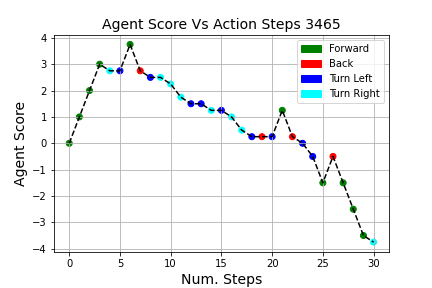 Agent Score Vs Action Steps 3465
Agent Score
4
3
2
1
0
−1
−2
−3
−4
Forward
Back
Turn Left
Turn Right
0 5 10 15 20 25 30
Num. Steps